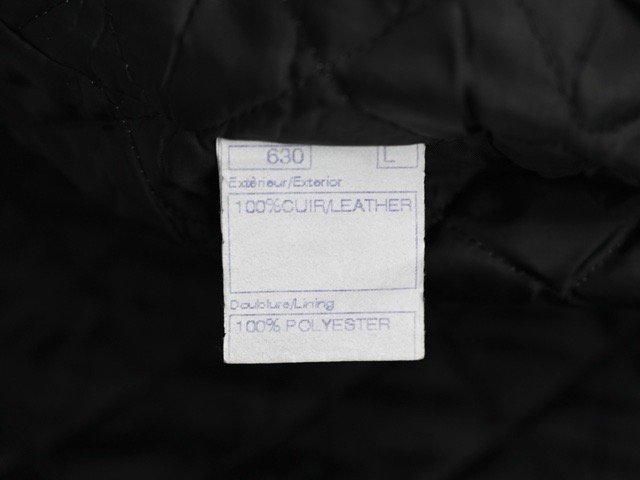 630 L
Extérieur/Exterior
100%CUIR/LEATHER
Doublure/Lining
100% POLYESTER